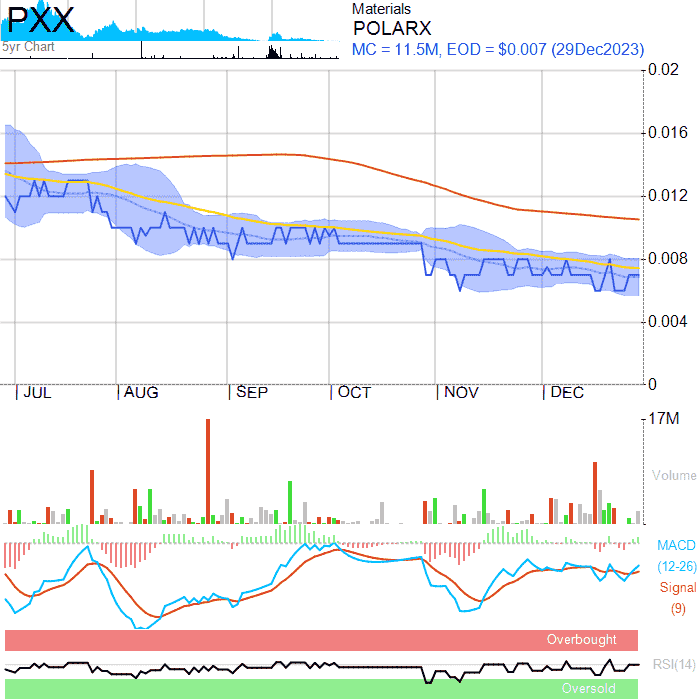 PXX
5yr Chart
Materials
POLARX
MC = 11.5M, EOD = $0.007 (29Dec2023)
0.02
0.016
0.012
0.008
0.004
0
JUL AUG SEP OCT NOV DEC
17M
Volume
MACD
(12-26)
Signal
(9)
Overbought
RSI(14)
Oversold